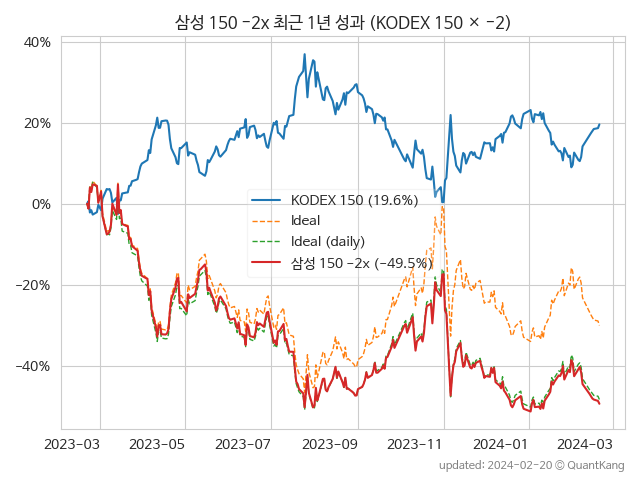 삼성 150 −2x 최근 1년 성과 (KODEX 150 × −2)
40%
20%
0%
−20%
−40%
KODEX 150 (19.6%)
Ideal
Ideal (daily)
삼성 150 −2x (−49.5%)
2023-03
2023-05
2023-07
2023-09
2023-11
2024-01
2024-03
updated: 2024-02-20 © QuantKang